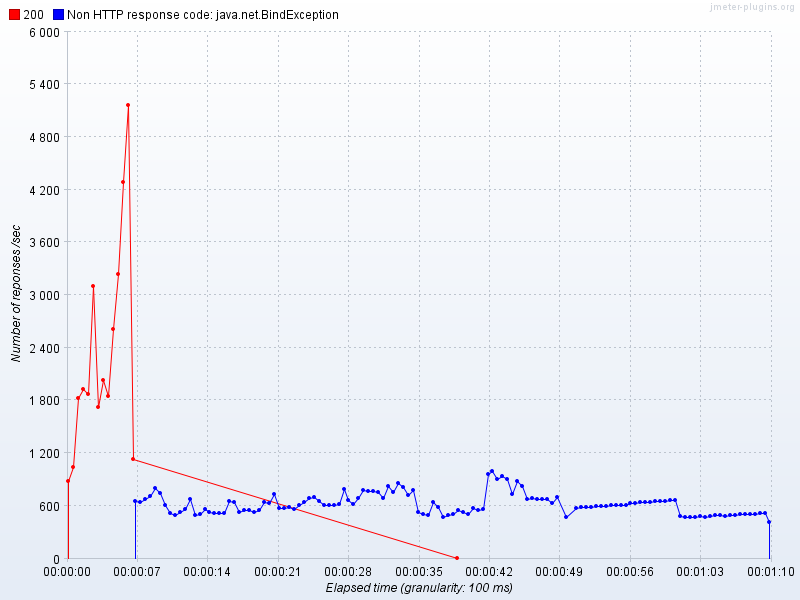 jmeter-plugins.org
200 Non HTTP response code: java.net.BindException
6 000
5 400
4 800
4 200
3 600
3 000
2 400
1 800
1 200
600
0
Number of reponses /sec
00:00:00 00:00:07 00:00:14 00:00:21 00:00:28 00:00:35 00:00:42 00:00:49 00:00:56 00:01:03 00:01:10
Elapsed time (granularity: 100 ms)